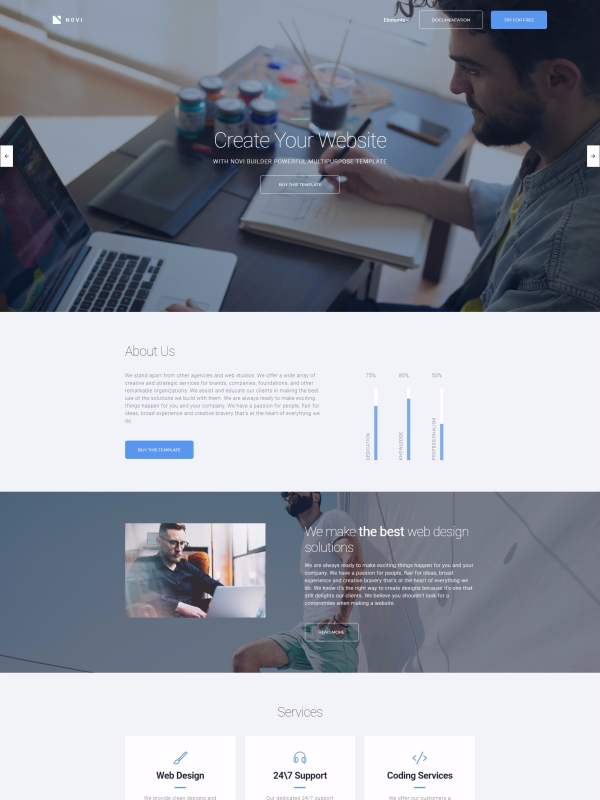 NOVI
Elements
DOCUMENTATION
TRY FOR FREE
Create Your Website
WITH NOVI BUILDER POWERFUL MULTIPURPOSE TEMPLATE
BUY THIS TEMPLATE
About Us
We stand apart from other agencies and web studios. We offer a wide array of
creative and strategic services for brands, companies, foundations, and other
remarkable organizations. We assist and educate our clients in making the best
use of the solutions we build with them. We are always ready to make exciting
things happen for you and your company. We have a passion for people, flair for
ideas, broad experience and creative bravery that's at the heart of everything we
do.
BUY THIS TEMPLATE
75% 85% 50%
DEDICATION
KNOWLEDGE
PROFESSIONALISM
We make the best web design
solutions
We are always ready to make exciting things happen for you and your
company. We have a passion for people, flair for ideas, broad
experience and creative bravery that's at the heart of everything we
do. We know it's the right way to create designs because it's one that
still delights our clients. We believe you shouldn't look for a
compromise when making a website.
READ MORE
Services
Web Design
24\7 Support
Coding Services
We provide clean designs and
Our dedicated 24/7 support
We offer our customers a